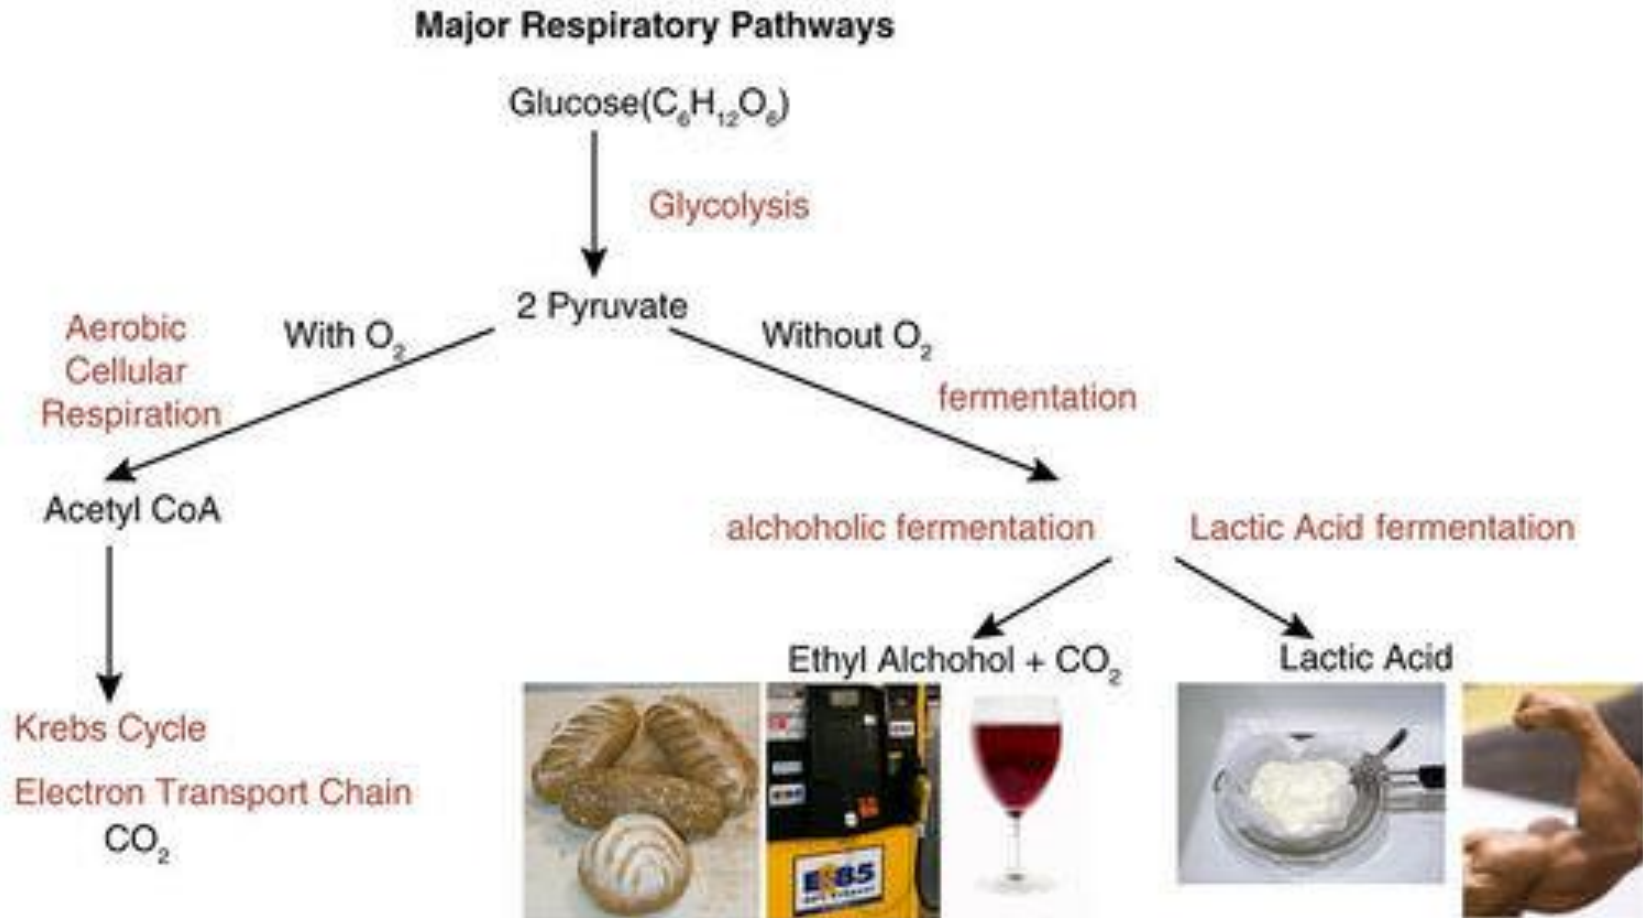 Major Respiratory Pathways
Glucose(C₆H₁₂O₆)
Glycolysis
2 Pyruvate
Aerobic
Cellular
Respiration
With O₂
Without O₂
fermentation
Acetyl CoA
alchoholic fermentation
Lactic Acid fermentation
Ethyl Alchohol + CO₂
Lactic Acid
Krebs Cycle
Electron Transport Chain
CO₂
E85